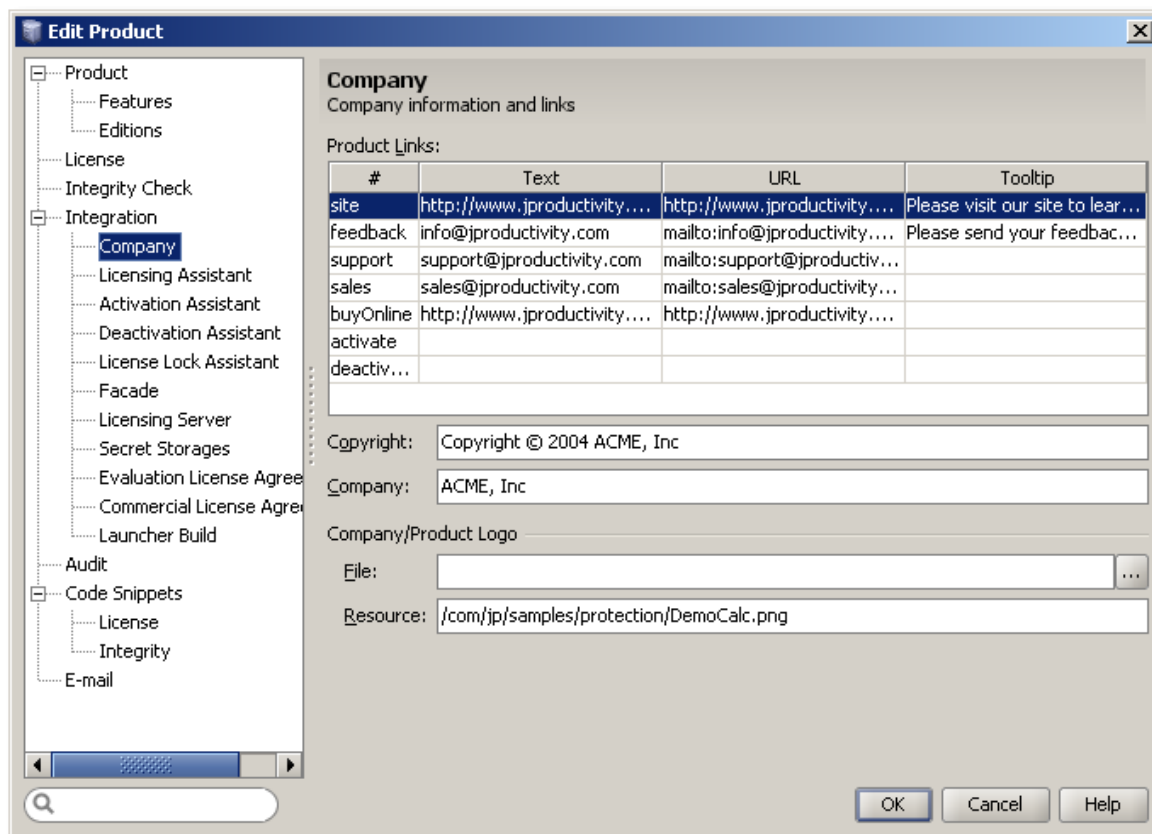 Edit Product
Product
Features
Editions
License
Integrity Check
Integration
Company
Licensing Assistant
Activation Assistant
Deactivation Assistant
License Lock Assistant
Facade
Licensing Server
Secret Storages
Evaluation License Agree
Commercial License Agre
Launcher Build
Audit
Code Snippets
License
Integrity
E-mail
Company
Company information and links
Product Links:
# Text URL Tooltip
site http://www.jproductivity.... http://www.jproductivity.... Please visit our site to lear...
feedback info@jproductivity.com mailto:info@jproductivity.... Please send your feedbac...
support support@jproductivity.com mailto:support@jproductiv...
sales sales@jproductivity.com mailto:sales@jproductivity...
buyOnline http://www.jproductivity.... http://www.jproductivity....
activate
deactiv...
Copyright: Copyright © 2004 ACME, Inc
Company: ACME, Inc
Company/Product Logo
File: ...
Resource: /com/jp/samples/protection/DemoCalc.png
OK Cancel Help